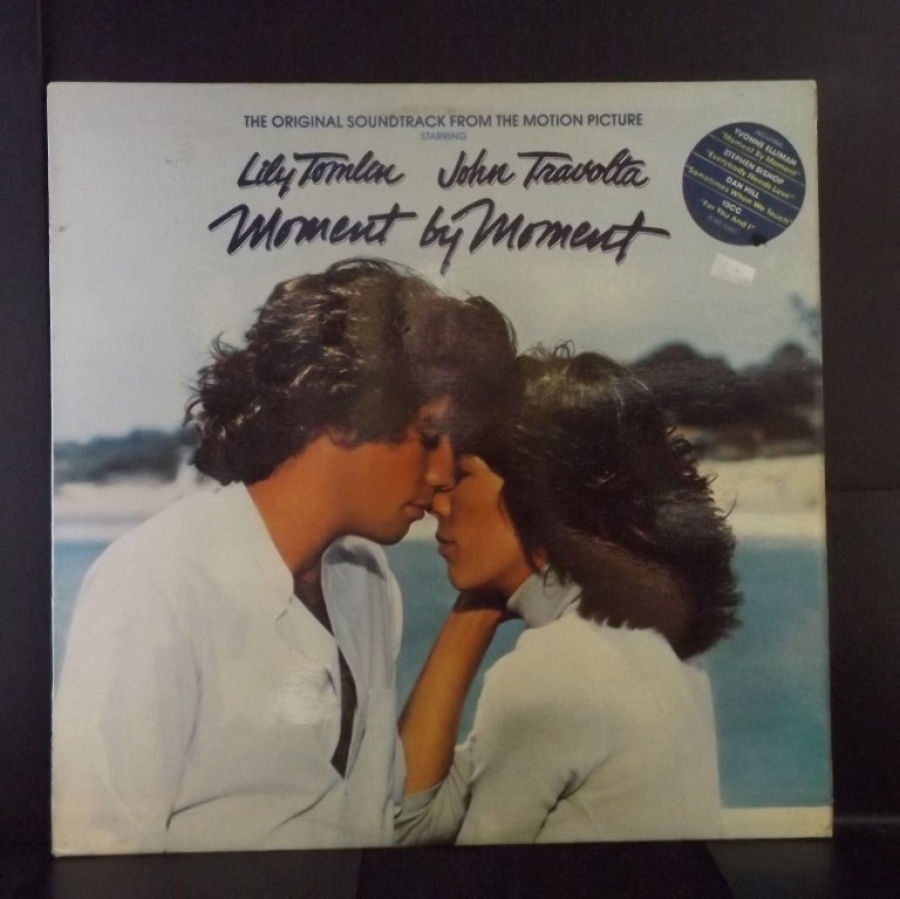 THE ORIGINAL SOUNDTRACK FROM THE MOTION PICTURE
STARRING
Lily Tomlin John Travolta
Moment by Moment
INCLUDING
YVONNE ELLIMAN
"Moment By Moment"
STEPHEN BISHOP
"Everybody Needs Love"
DAN HILL
"Sometimes When We Touch"
10CC
"For You And I"